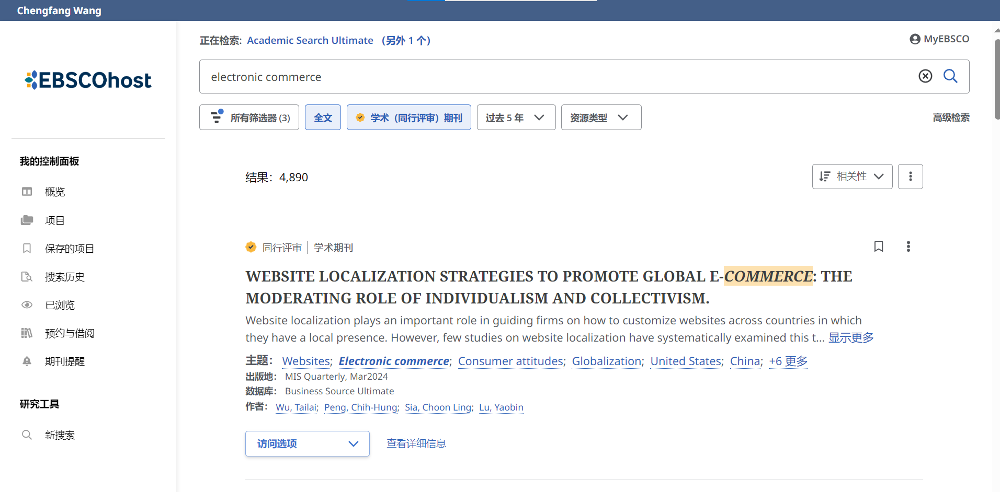 Chengfang Wang
正在检索: Academic Search Ultimate (另外 1 个)
MyEBSCO
EBSCOhost
electronic commerce
所有筛选器 (3)
全文
学术（同行评审）期刊
过去 5 年
资源类型
高级检索
我的控制面板
概览
项目
保存的项目
搜索历史
已浏览
预约与借阅
期刊提醒
研究工具
新搜索
结果： 4,890
相关性
同行评审 | 学术期刊
WEBSITE LOCALIZATION STRATEGIES TO PROMOTE GLOBAL E-COMMERCE: THE
MODERATING ROLE OF INDIVIDUALISM AND COLLECTIVISM.
Website localization plays an important role in guiding firms on how to customize websites across countries in which
they have a local presence. However, few studies on website localization have systematically examined this t... 显示更多
主题： Websites; Electronic commerce; Consumer attitudes; Globalization; United States; China; +6 更多
出版地： MIS Quarterly, Mar2024
数据库： Business Source Ultimate
作者： Wu, Tailai; Peng, Chih-Hung; Sia, Choon Ling; Lu, Yaobin
访问选项
查看详细信息